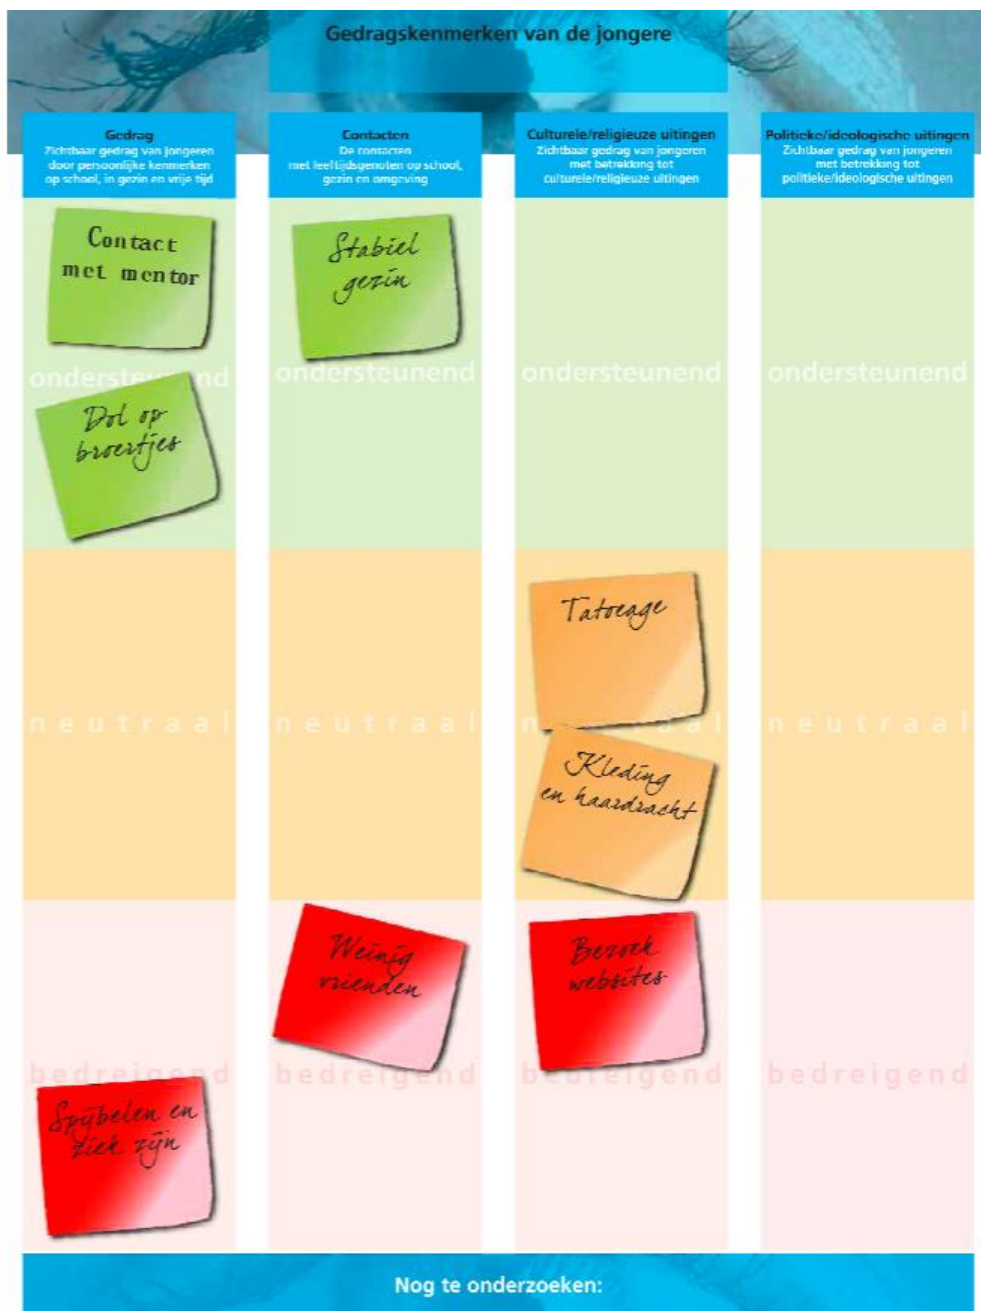 Gedragskenmerken van de jongere
Gedrag
Zichtbaar gedrag van jongeren
door persoonlijke kenmerken
op school, in gezin en vrije tijd
Contacten
De contacten
met leeftijdsgenoten op school,
gezin en omgeving
Culturele/religieuze uitingen
Zichtbaar gedrag van jongeren
met betrekking tot
culturele/religieuze uitingen
Politieke/ideologische uitingen
Zichtbaar gedrag van jongeren
met betrekking tot
politieke/ideologische uitingen
Contact
met mentor
Stabiel
gezin
ondersteunend
ondersteunend
ondersteunend
ondersteunend
Dol op
broertjes
Tatoeage
neutraal
neutraal
neutraal
neutraal
Kleding
en haardracht
Weinig
vrienden
Bezoek
websites
bedreigend
bedreigend
bedreigend
bedreigend
Spijbelen en
ziek zijn
Nog te onderzoeken: